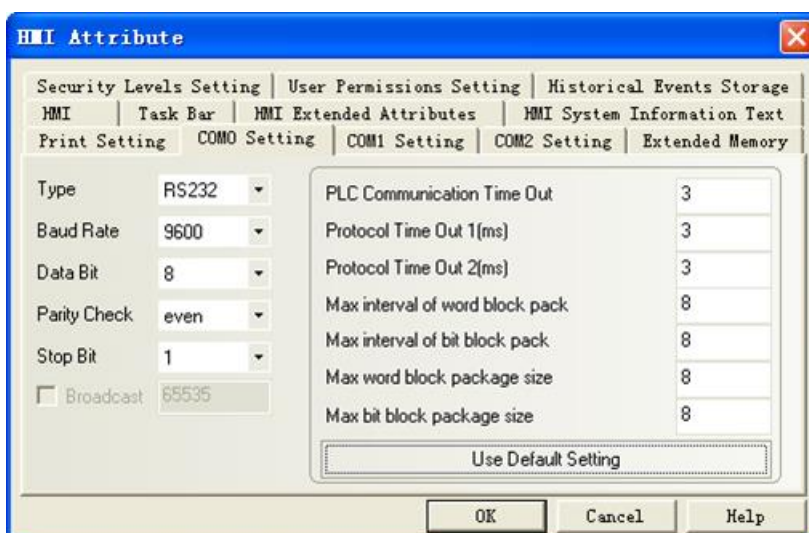 HMI Attribute
Security Levels Setting User Permissions Setting Historical Events Storage
HMI Task Bar HMI Extended Attributes HMI System Information Text
Print Setting COM0 Setting COM1 Setting COM2 Setting Extended Memory
Type RS232
Baud Rate 9600
Data Bit 8
Parity Check even
Stop Bit 1
Broadcast 65535
PLC Communication Time Out 3
Protocol Time Out 1(ms) 3
Protocol Time Out 2(ms) 3
Max interval of word block pack 8
Max interval of bit block pack 8
Max word block package size 8
Max bit block package size 8
Use Default Setting
OK Cancel Help